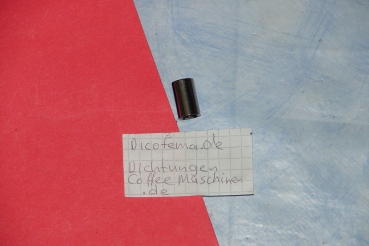 Dicofema.de
Dichtungen
Coffee Maschinen
.de